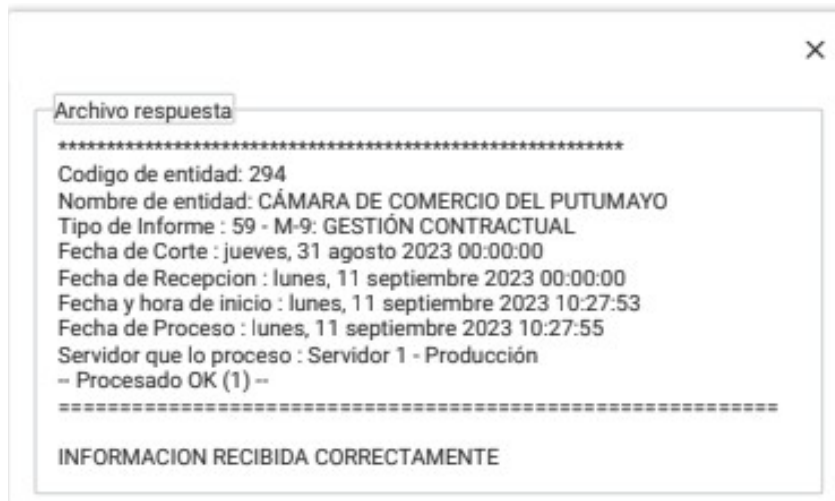 Archivo respuesta
************************************************************
Codigo de entidad: 294
Nombre de entidad: CÁMARA DE COMERCIO DEL PUTUMAYO
Tipo de Informe : 59 - M-9: GESTIÓN CONTRACTUAL
Fecha de Corte : jueves, 31 agosto 2023 00:00:00
Fecha de Recepcion : lunes, 11 septiembre 2023 00:00:00
Fecha y hora de inicio : lunes, 11 septiembre 2023 10:27:53
Fecha de Proceso : lunes, 11 septiembre 2023 10:27:55
Servidor que lo proceso : Servidor 1 - Producción
-- Procesado OK (1) --
============================================================
INFORMACION RECIBIDA CORRECTAMENTE